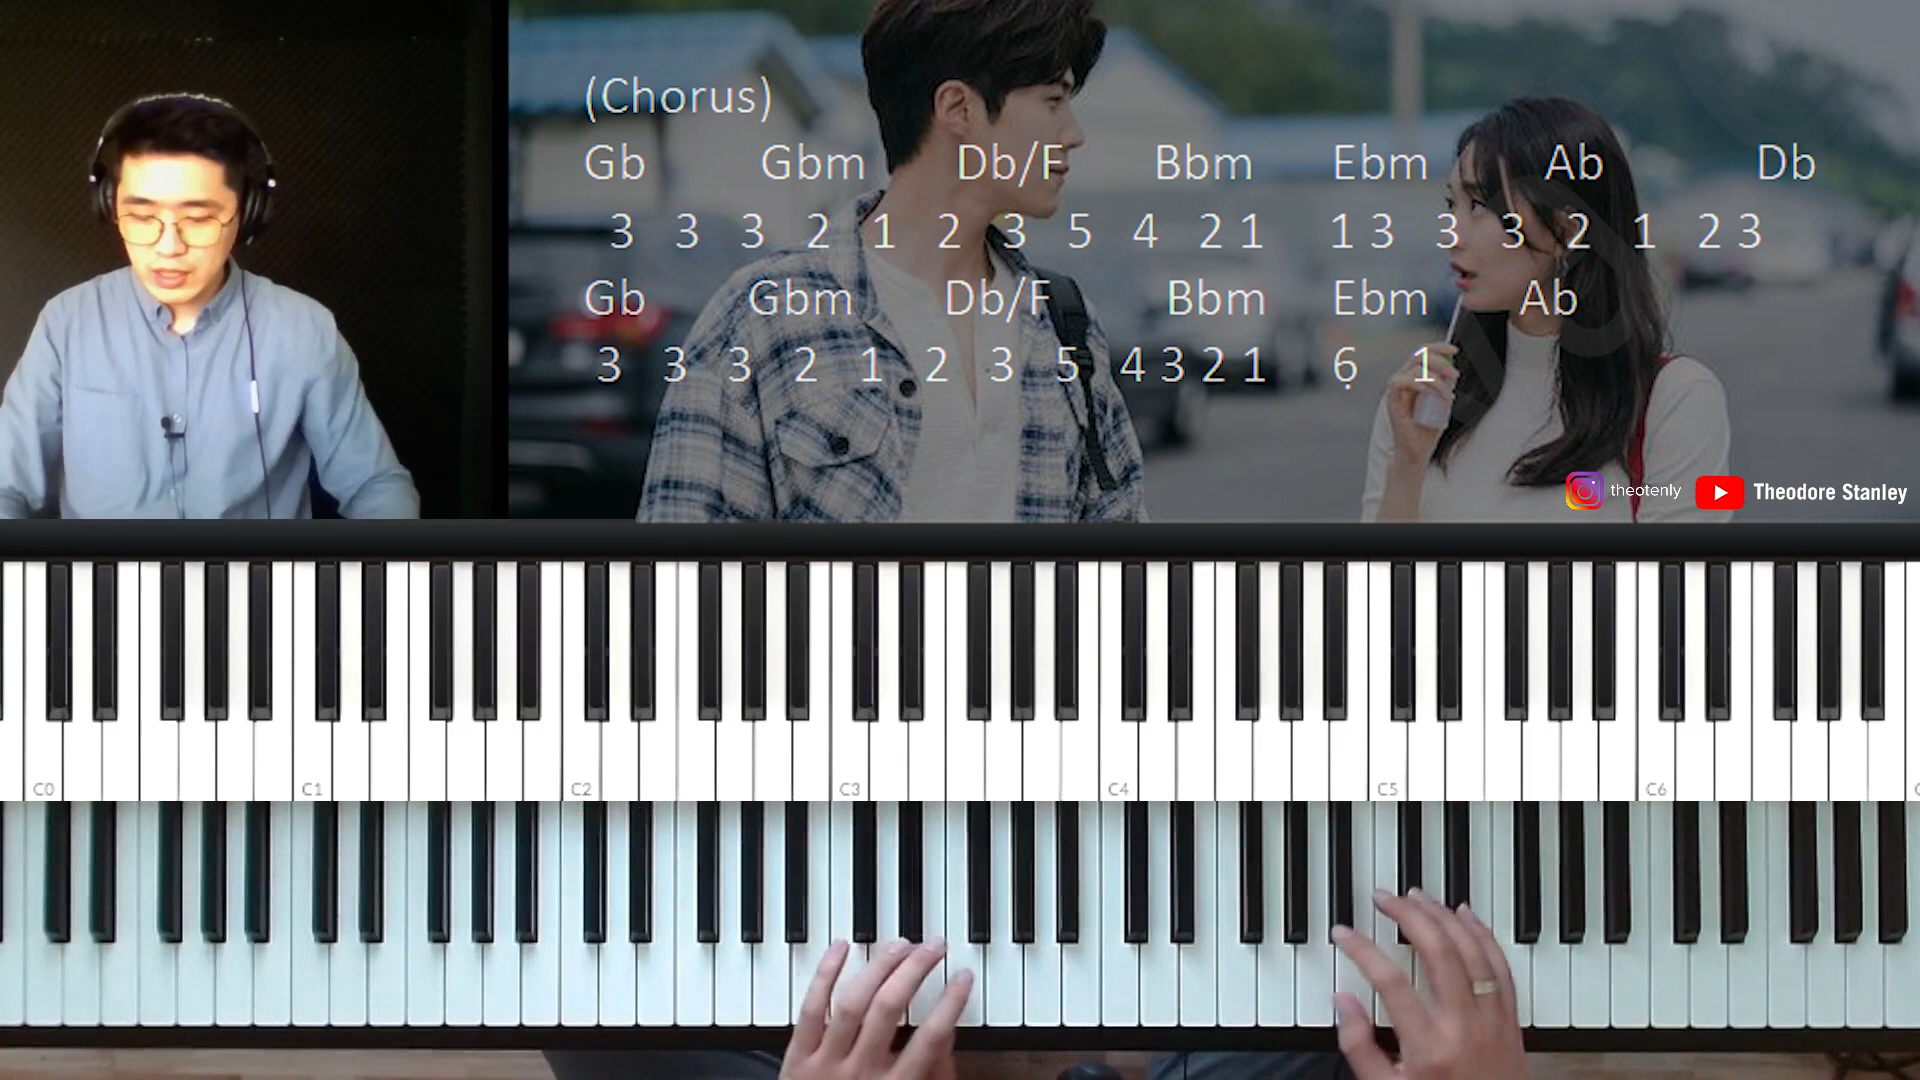 (Chorus)
Gb Gbm Db/F Bbm Ebm Ab Db
3 3 3 2 1 2 3 5 4 2 1 1 3 3 3 2 1 2 3
Gb Gbm Db/F Bbm Ebm Ab
3 3 3 2 1 2 3 5 4 3 2 1 6̣ 1
theotenly Theodore Stanley
C0 C1 C2 C3 C4 C5 C6